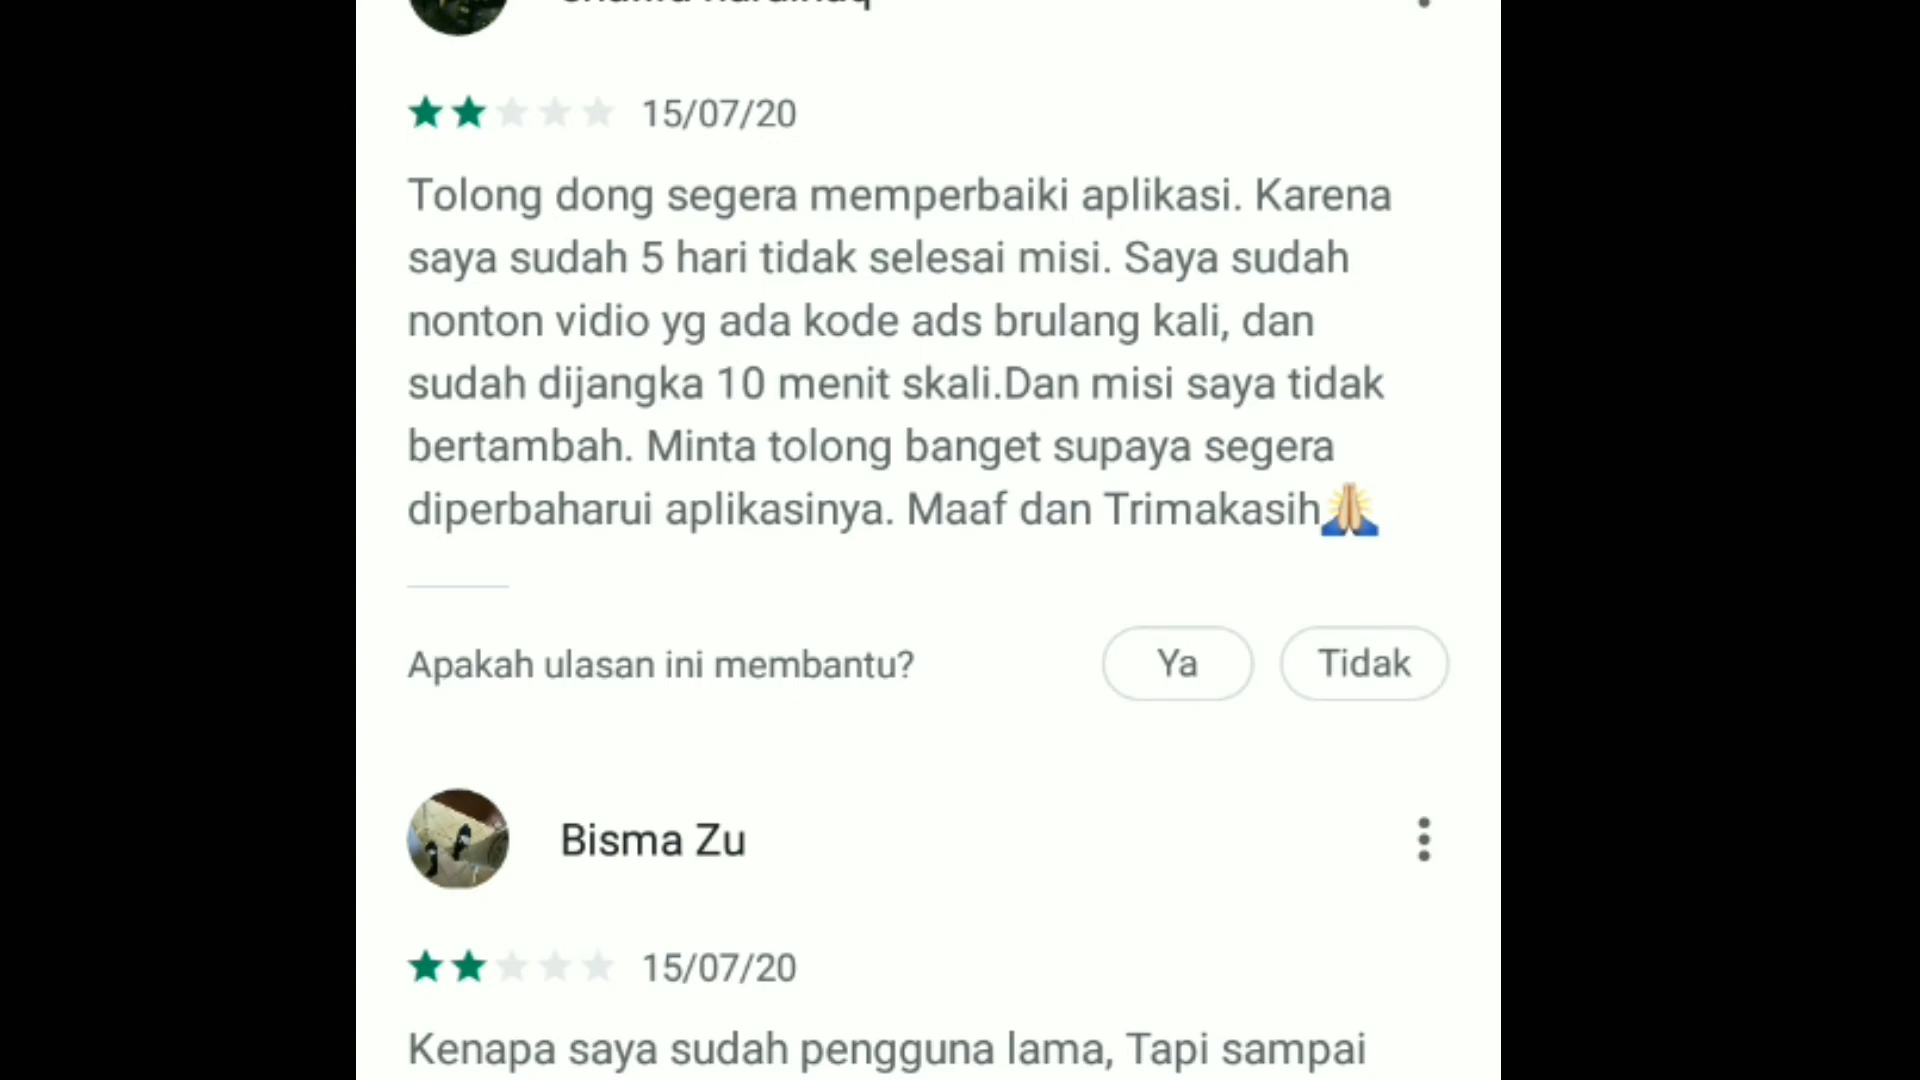 15/07/20
Tolong dong segera memperbaiki aplikasi. Karena
saya sudah 5 hari tidak selesai misi. Saya sudah
nonton vidio yg ada kode ads brulang kali, dan
sudah dijangka 10 menit skali.Dan misi saya tidak
bertambah. Minta tolong banget supaya segera
diperbaharui aplikasinya. Maaf dan Trimakasih🙏
Apakah ulasan ini membantu? Ya Tidak
Bisma Zu
15/07/20
Kenapa saya sudah pengguna lama, Tapi sampai